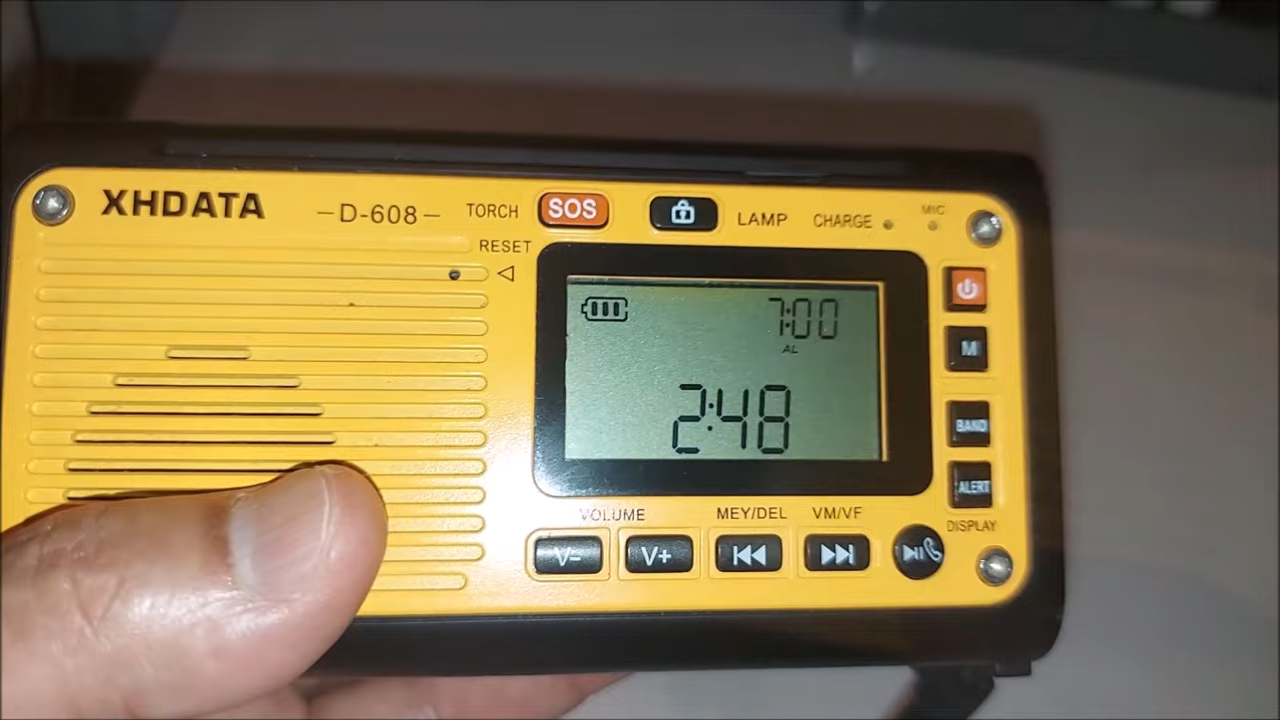 XHDATA
-D-608-
TORCH
SOS
LAMP
CHARGE
MIC
RESET
7:00
AL
2:48
M
BAND
ALERT
VOLUME
MEY/DEL
VM/VF
DISPLAY
V-
V+